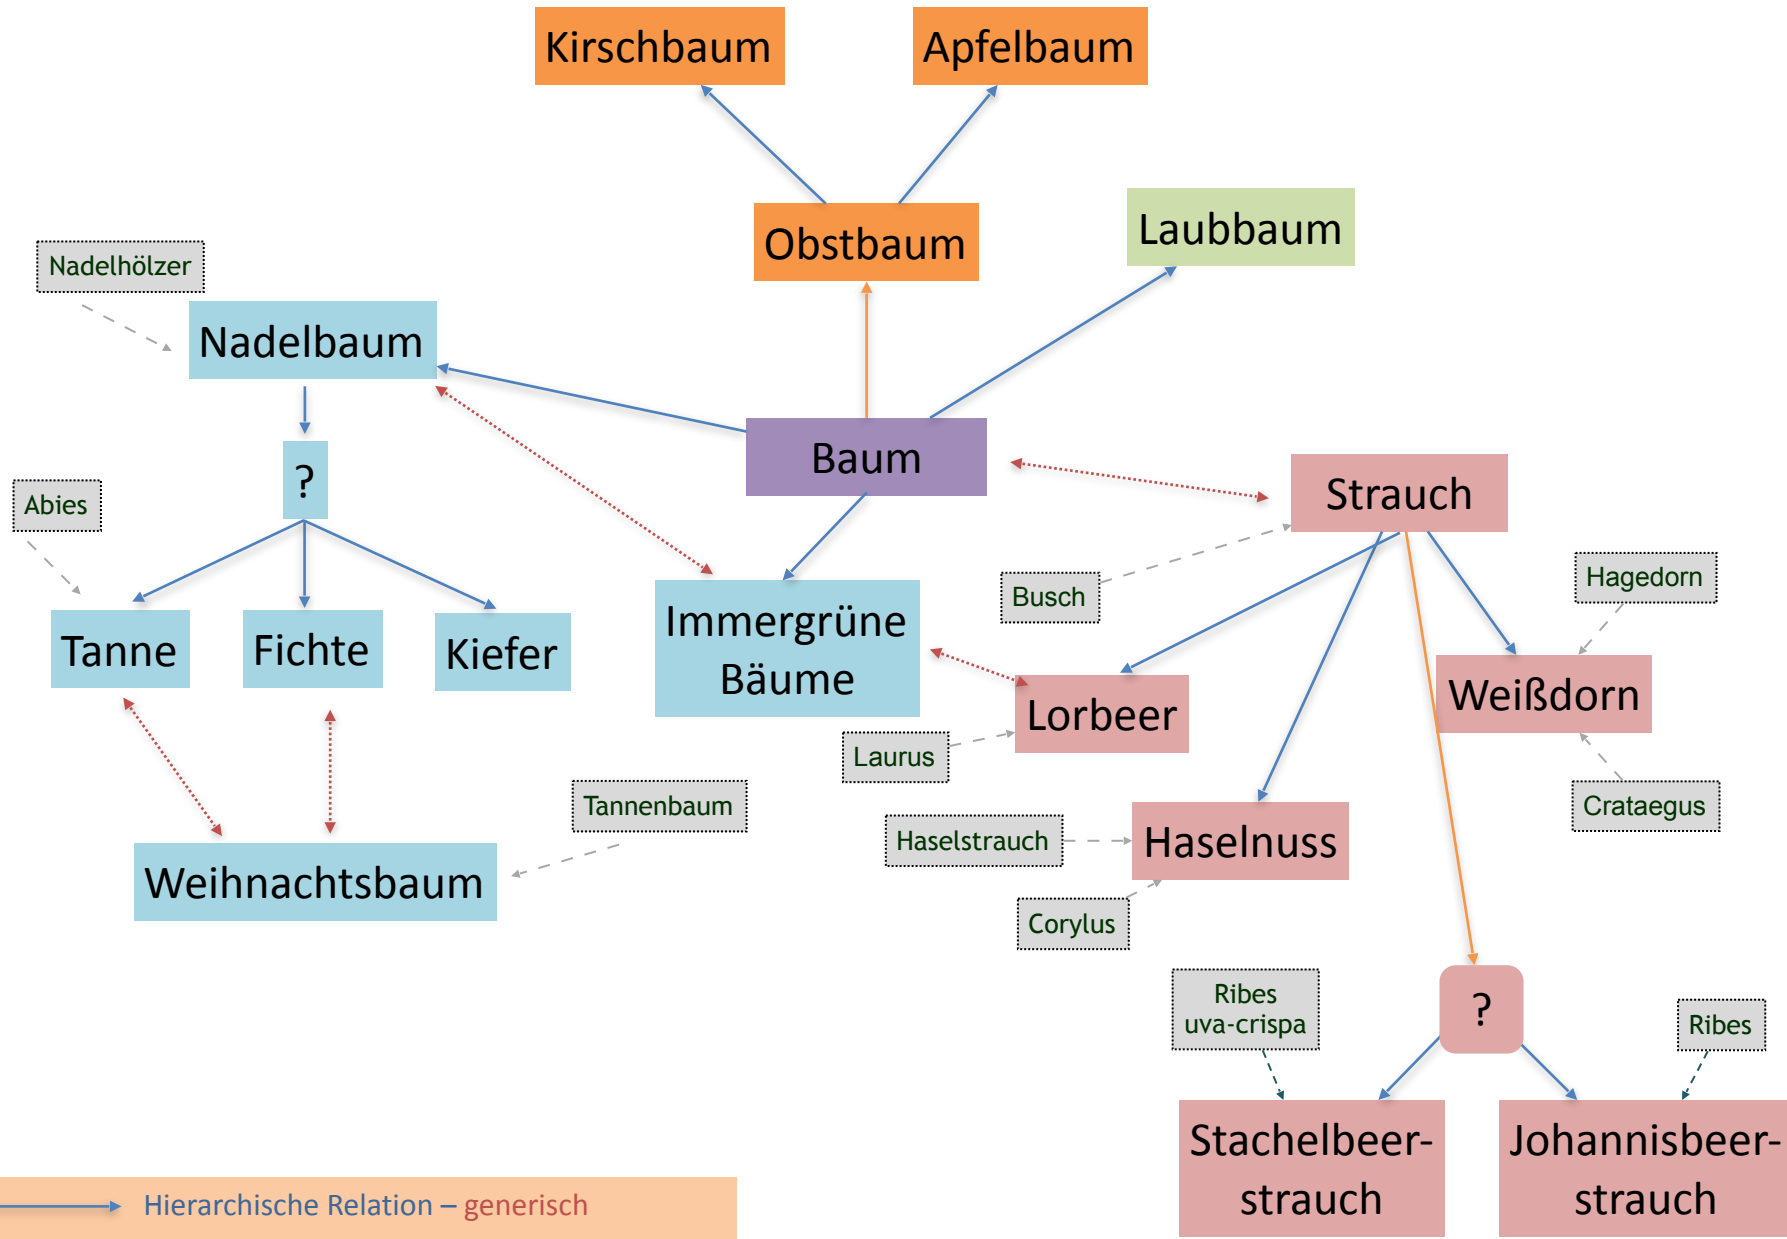 Kirschbaum
Apfelbaum
Obstbaum
Laubbaum
Nadelhölzer
Nadelbaum
Baum
?
Abies
Strauch
Busch
Hagedorn
Tanne
Fichte
Kiefer
Immergrüne
Bäume
Lorbeer
Weißdorn
Laurus
Tannenbaum
Crataegus
Haselstrauch
Haselnuss
Weihnachtsbaum
Corylus
Ribes
uva-crispa
?
Ribes
Stachelbeer-
strauch
Johannisbeer-
strauch
Hierarchische Relation – generisch